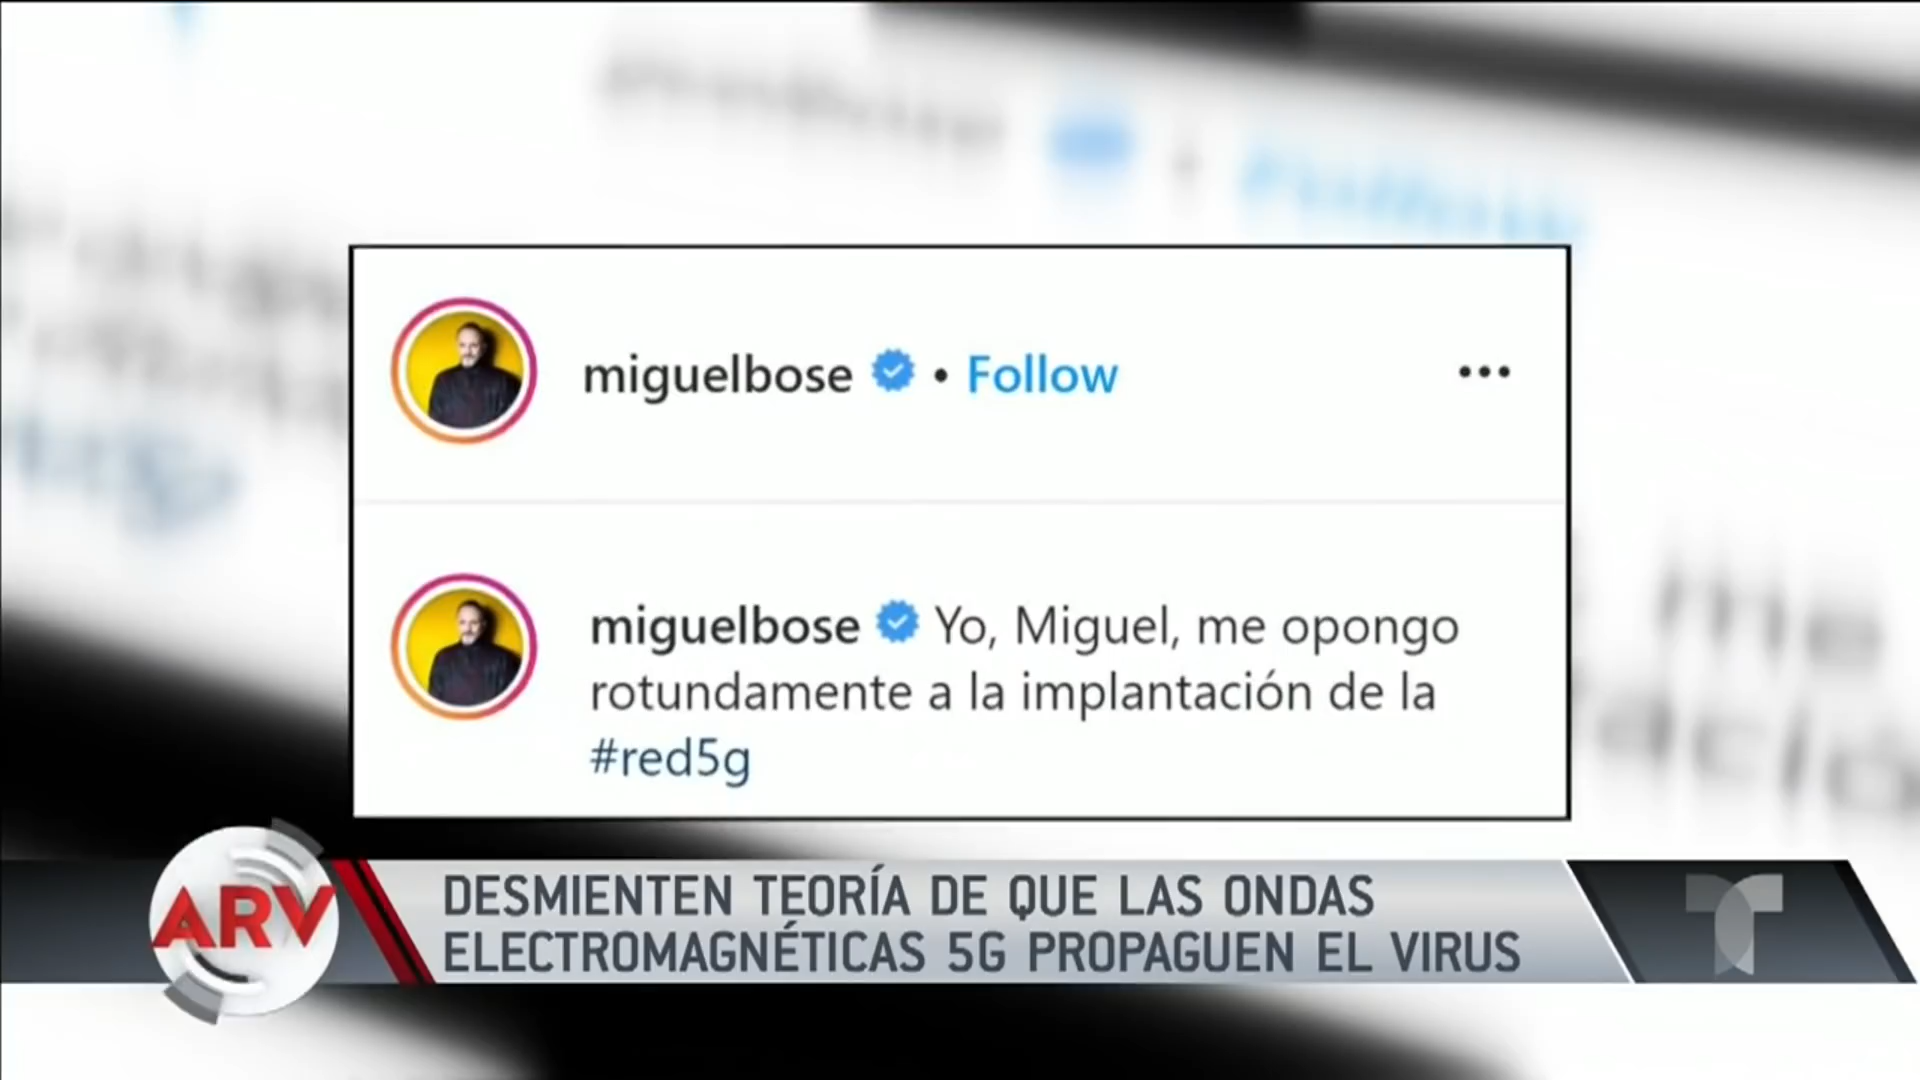 miguelbose • Follow
miguelbose Yo, Miguel, me opongo
rotundamente a la implantación de la
#red5g
ARV
DESMIENTEN TEORÍA DE QUE LAS ONDAS
ELECTROMAGNÉTICAS 5G PROPAGUEN EL VIRUS